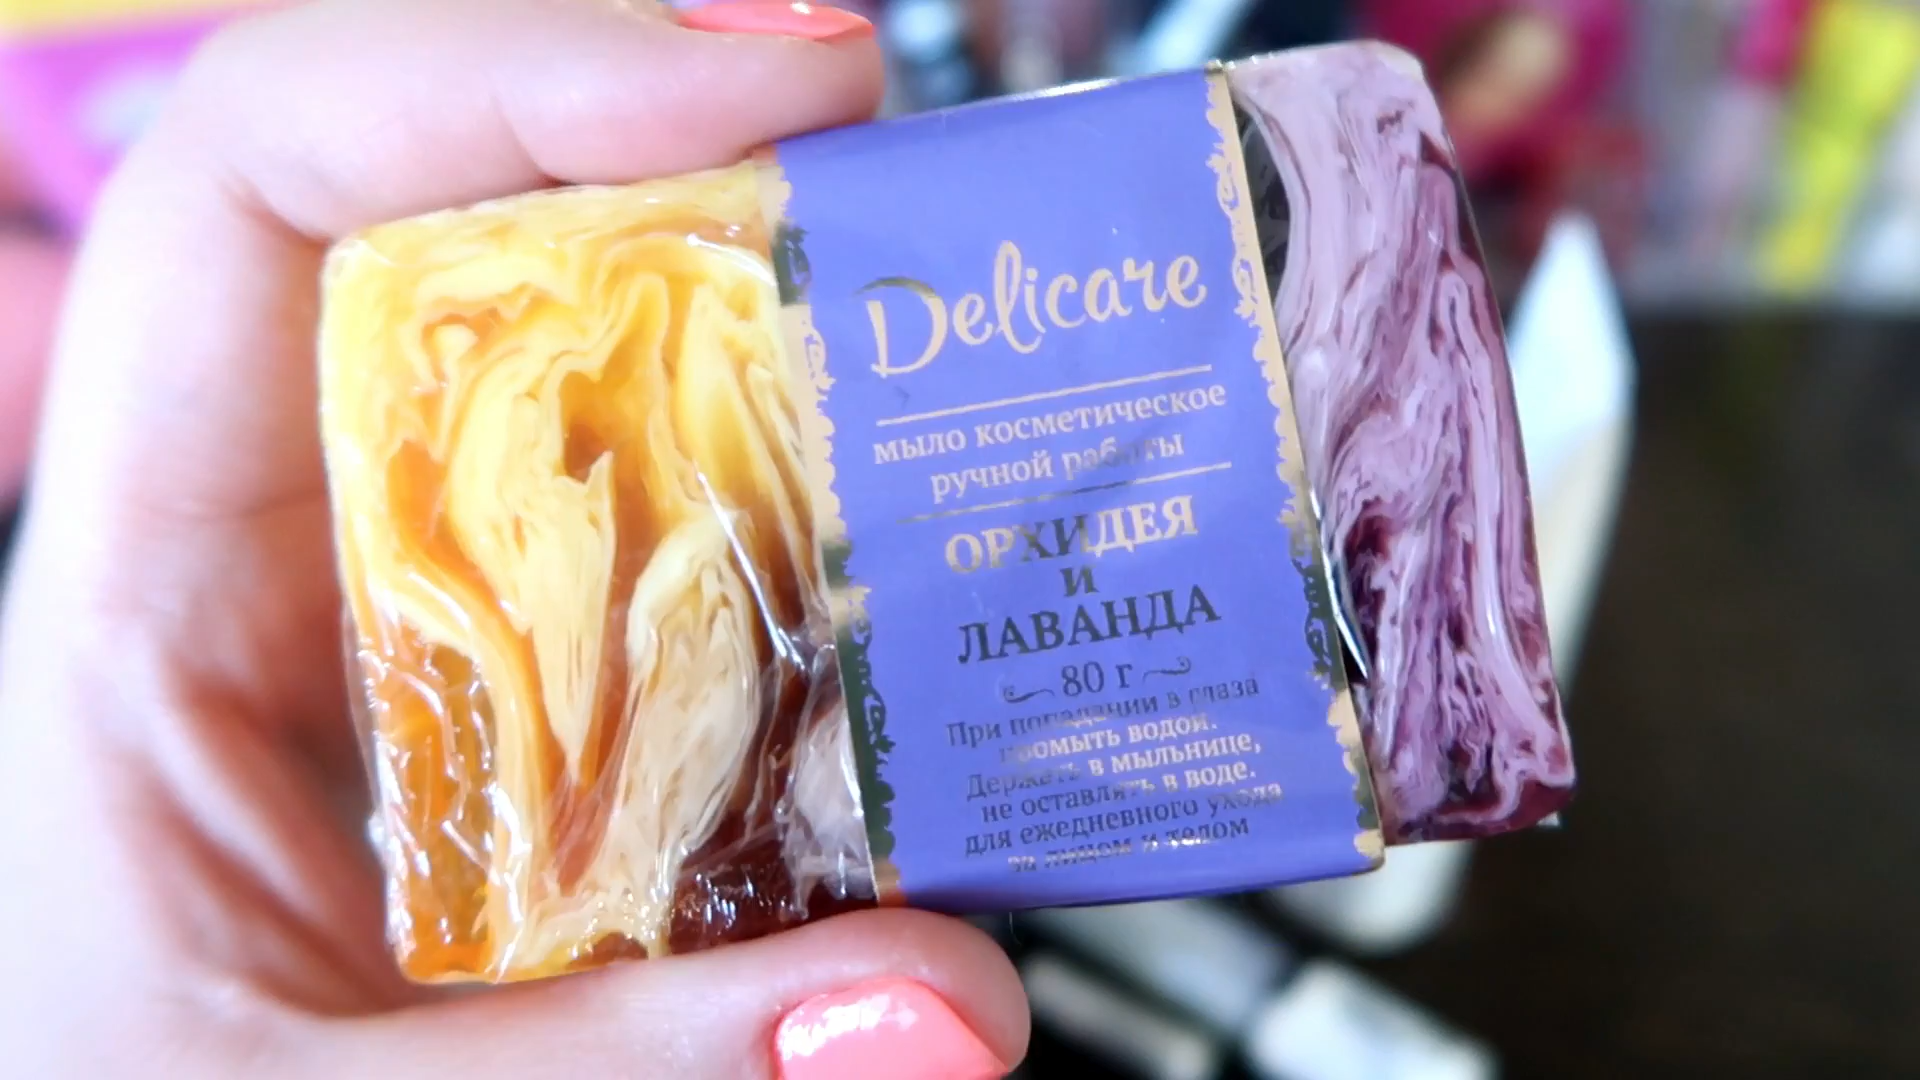 Delicare
мыло косметическое
ручной работы
ОРХИДЕЯ
и
ЛАВАНДА
80 г
При попадании в глаза
промыть водой.
Держать в мыльнице,
не оставлять в воде.
для ежедневного ухода
за лицом и телом